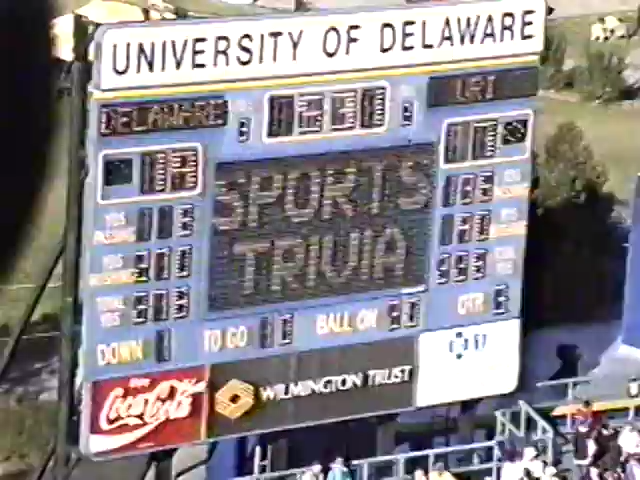 UNIVERSITY OF DELAWARE
DELAWARE URI
SPORTS
TRIVIA
YDS
PASSING
YDS
RUSHING
TOTAL
YDS
DOWN TO GO BALL ON QTR
Coca-Cola
WILMINGTON TRUST